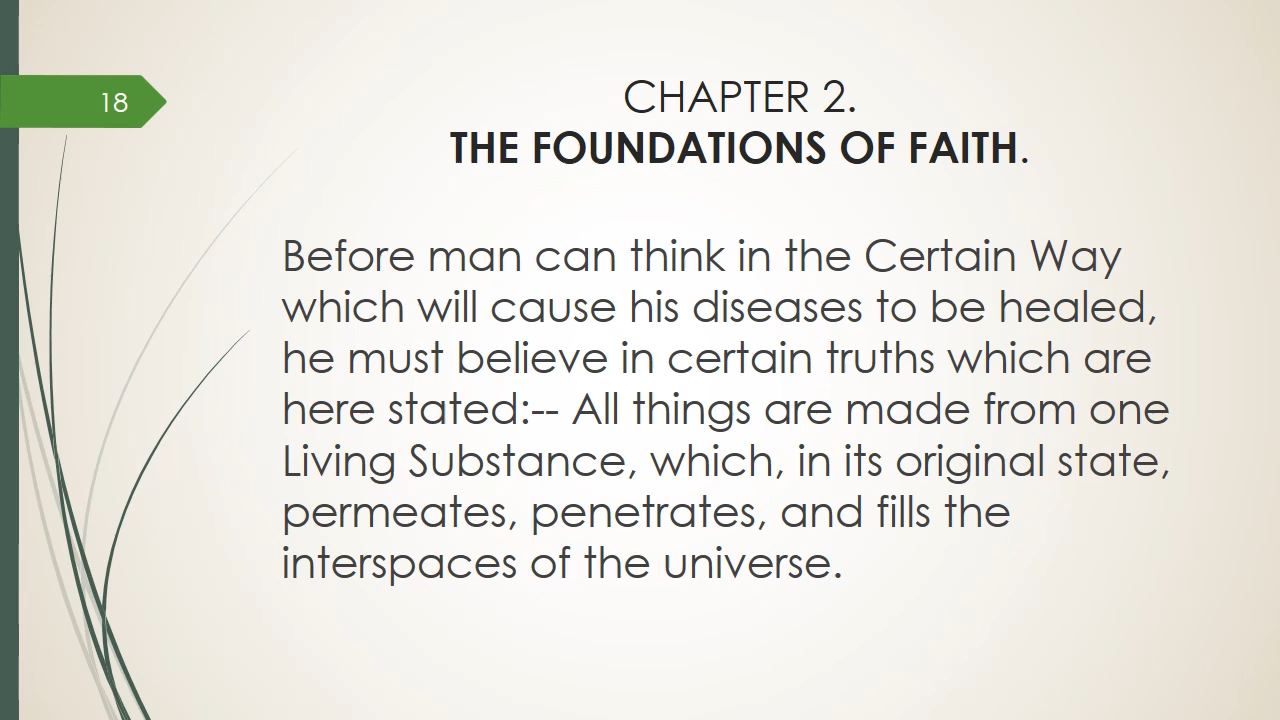 18
CHAPTER 2.
THE FOUNDATIONS OF FAITH.
Before man can think in the Certain Way
which will cause his diseases to be healed,
he must believe in certain truths which are
here stated:-- All things are made from one
Living Substance, which, in its original state,
permeates, penetrates, and fills the
interspaces of the universe.